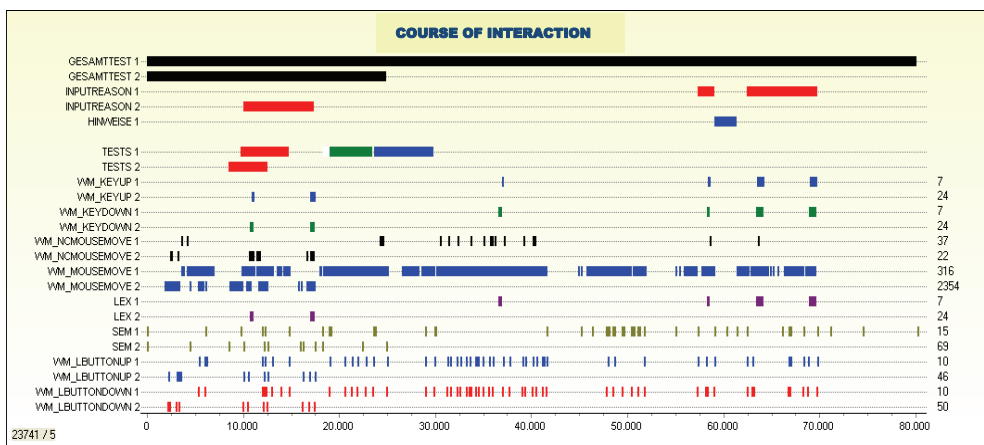 COURSE OF INTERACTION
GESAMTTEST 1
GESAMTTEST 2
INPUTREASON 1
INPUTREASON 2
HINWEISE 1
TESTS 1
TESTS 2
WM_KEYUP 1 7
WM_KEYUP 2 24
WM_KEYDOWN 1 7
WM_KEYDOWN 2 24
WM_NCMOUSEMOVE 1 37
WM_NCMOUSEMOVE 2 22
WM_MOUSEMOVE 1 316
WM_MOUSEMOVE 2 2354
LEX 1 7
LEX 2 24
SEM 1 15
SEM 2 69
WM_LBUTTONUP 1 10
WM_LBUTTONUP 2 46
WM_LBUTTONDOWN 1 10
WM_LBUTTONDOWN 2 50
0 10.000 20.000 30.000 40.000 50.000 60.000 70.000 80.000
23741 / 5